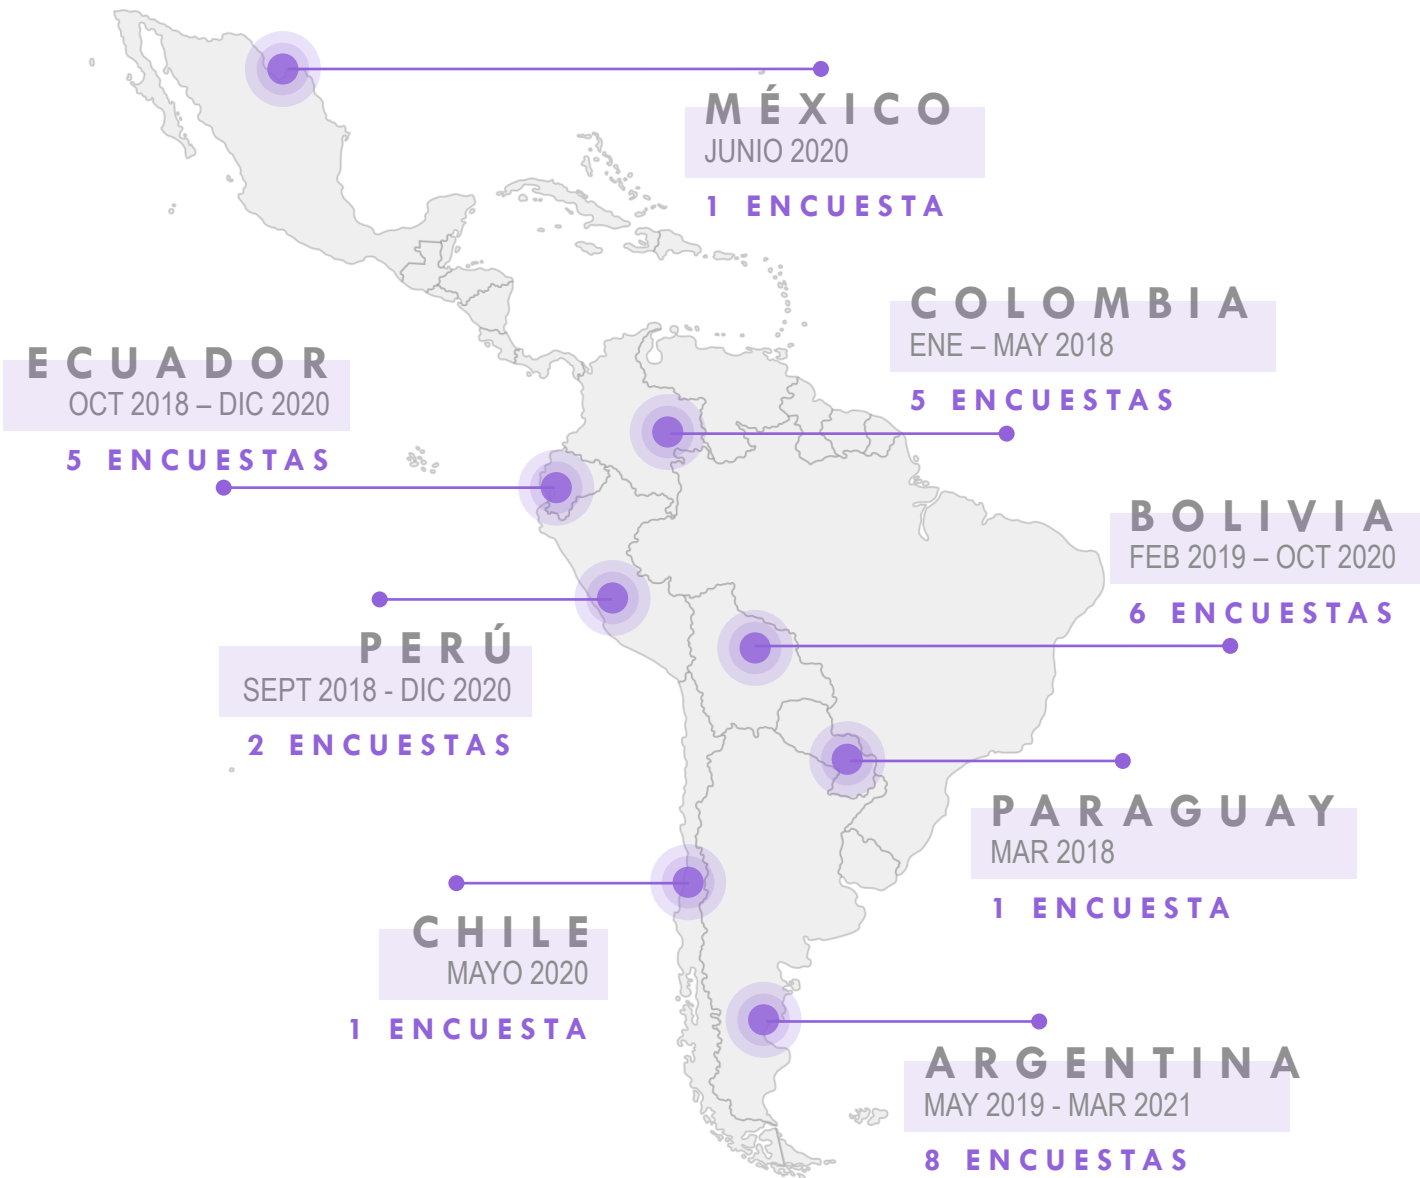 MÉXICO
JUNIO 2020
1 ENCUESTA
COLOMBIA
ENE – MAY 2018
5 ENCUESTAS
ECUADOR
OCT 2018 – DIC 2020
5 ENCUESTAS
BOLIVIA
FEB 2019 – OCT 2020
6 ENCUESTAS
PERÚ
SEPT 2018 - DIC 2020
2 ENCUESTAS
PARAGUAY
MAR 2018
1 ENCUESTA
CHILE
MAYO 2020
1 ENCUESTA
ARGENTINA
MAY 2019 - MAR 2021
8 ENCUESTAS